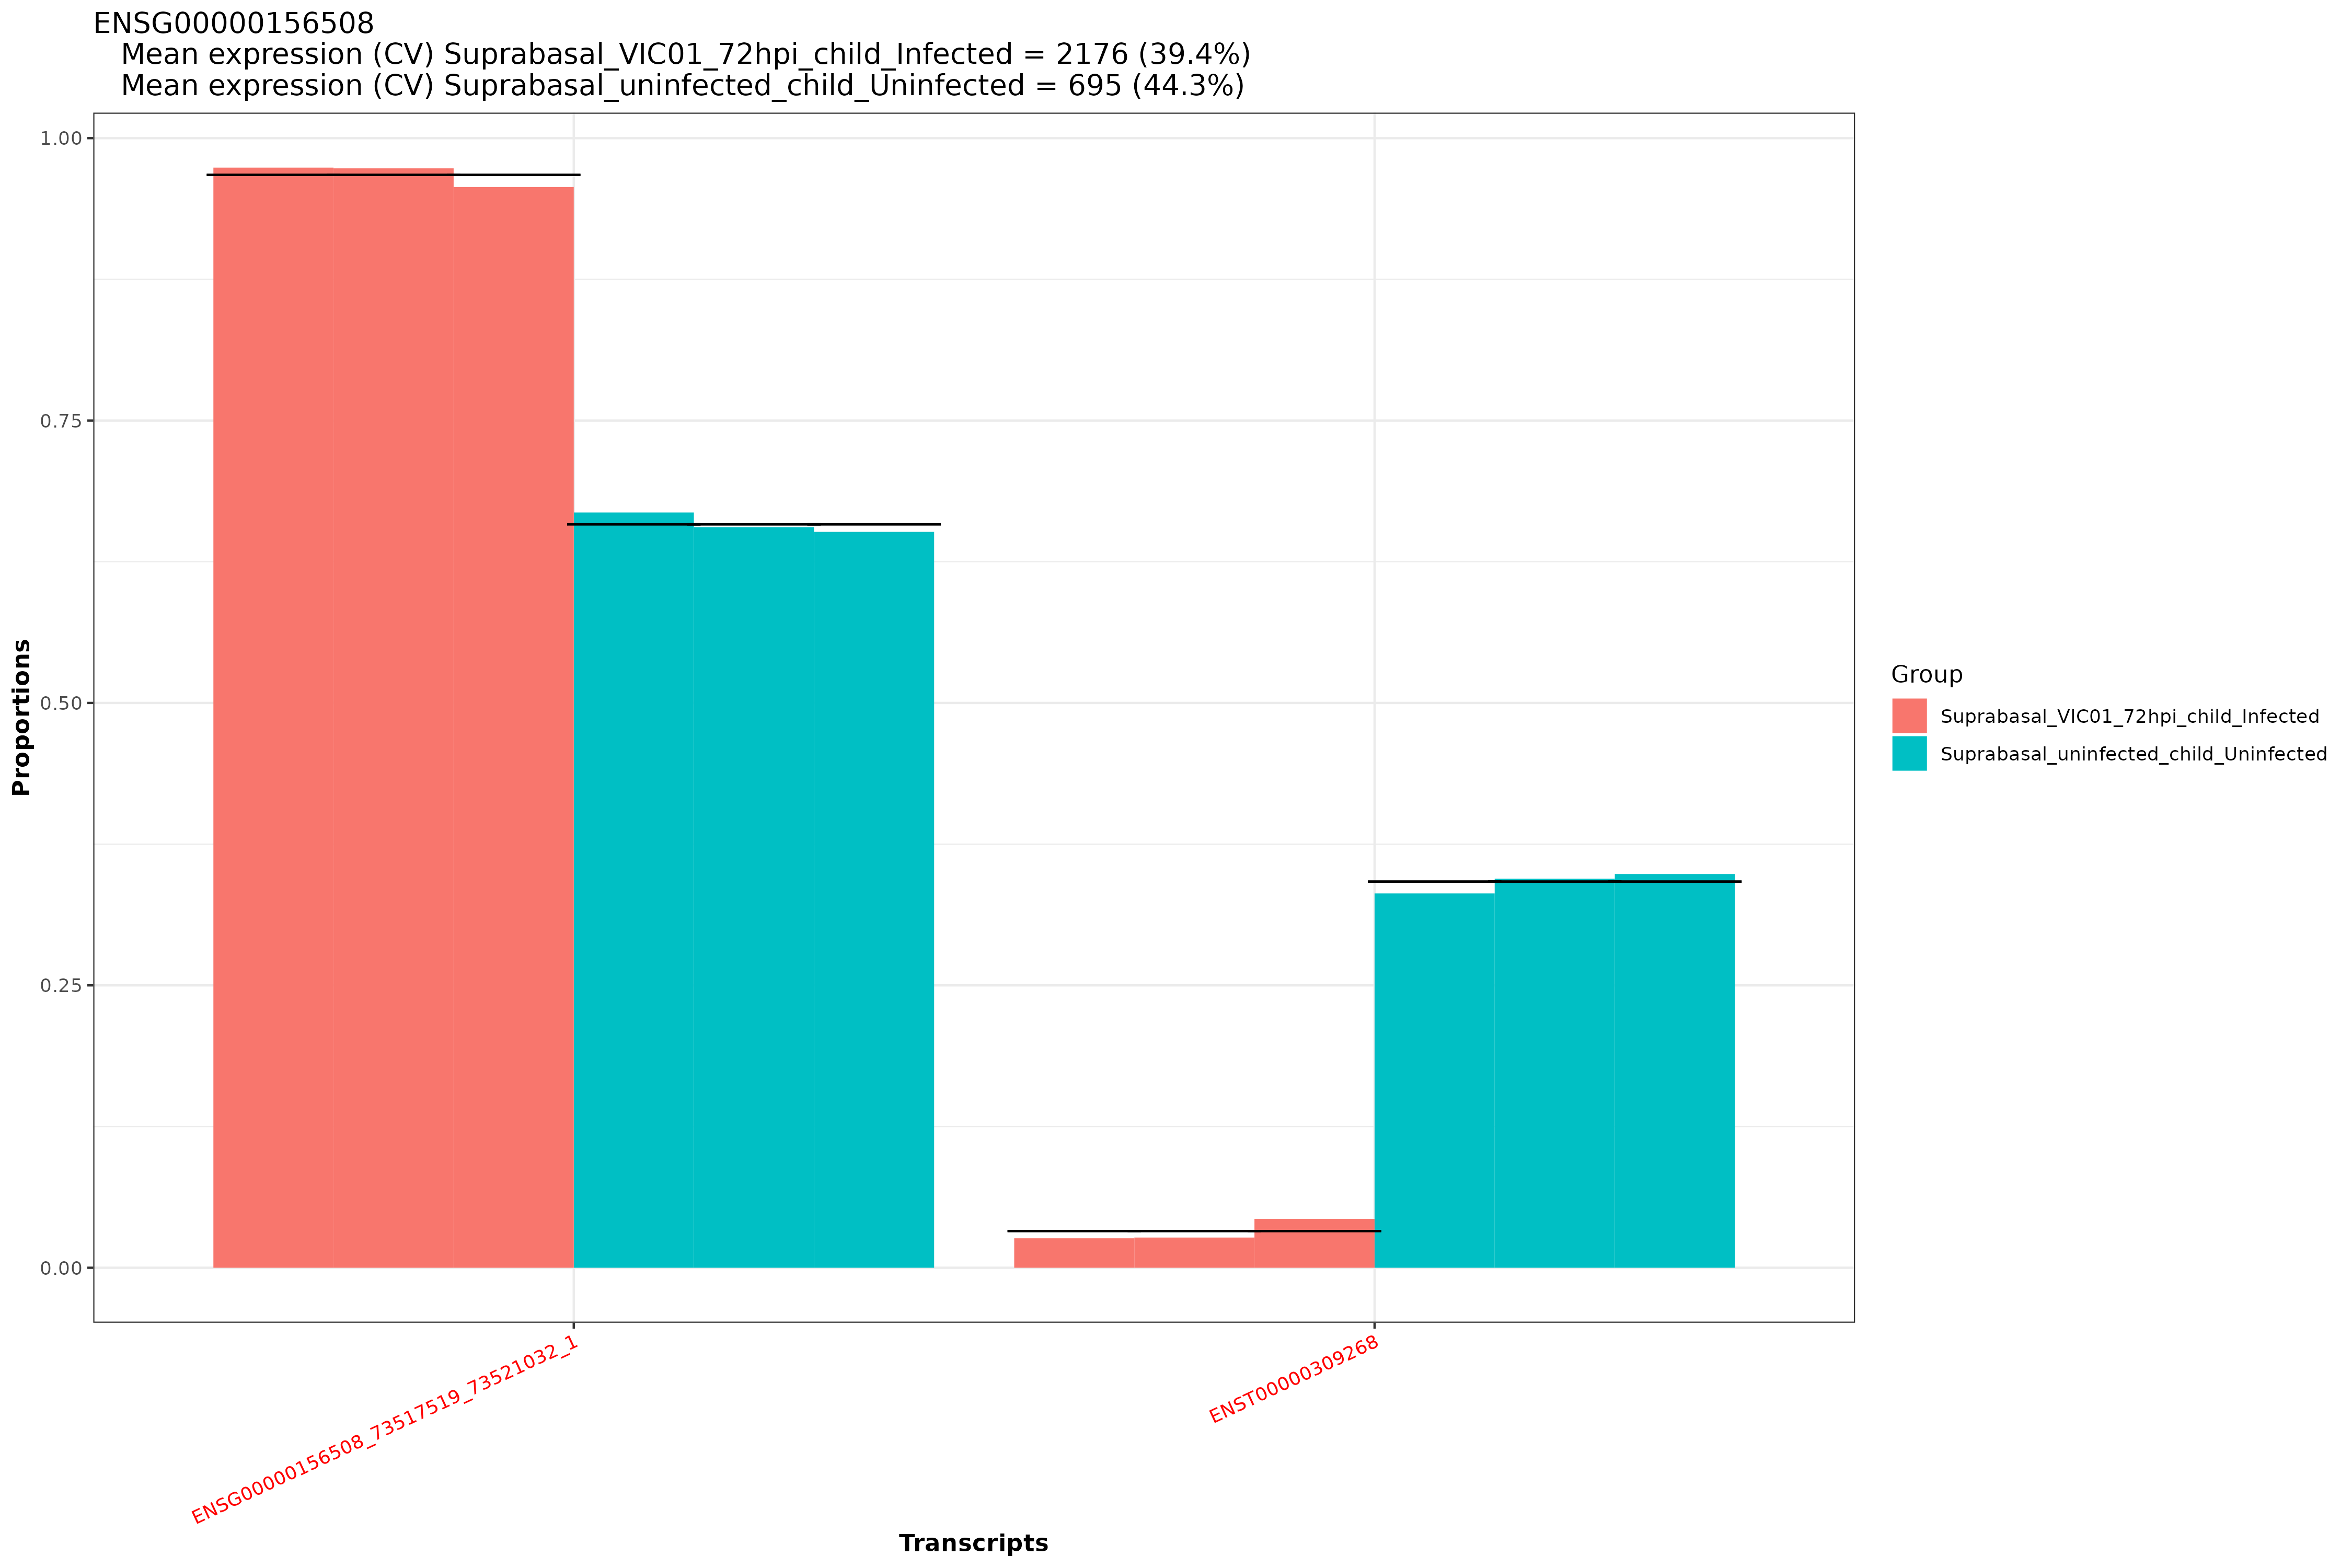 ENSG00000156508
Mean expression (CV) Suprabasal_VIC01_72hpi_child_Infected = 2176 (39.4%)
Mean expression (CV) Suprabasal_uninfected_child_Uninfected = 695 (44.3%)
1.00
0.75
0.50
0.25
0.00
Proportions
ENSG00000156508_73517519_73521032_1
ENST00000309268
Transcripts
Group
Suprabasal_VIC01_72hpi_child_Infected
Suprabasal_uninfected_child_Uninfected